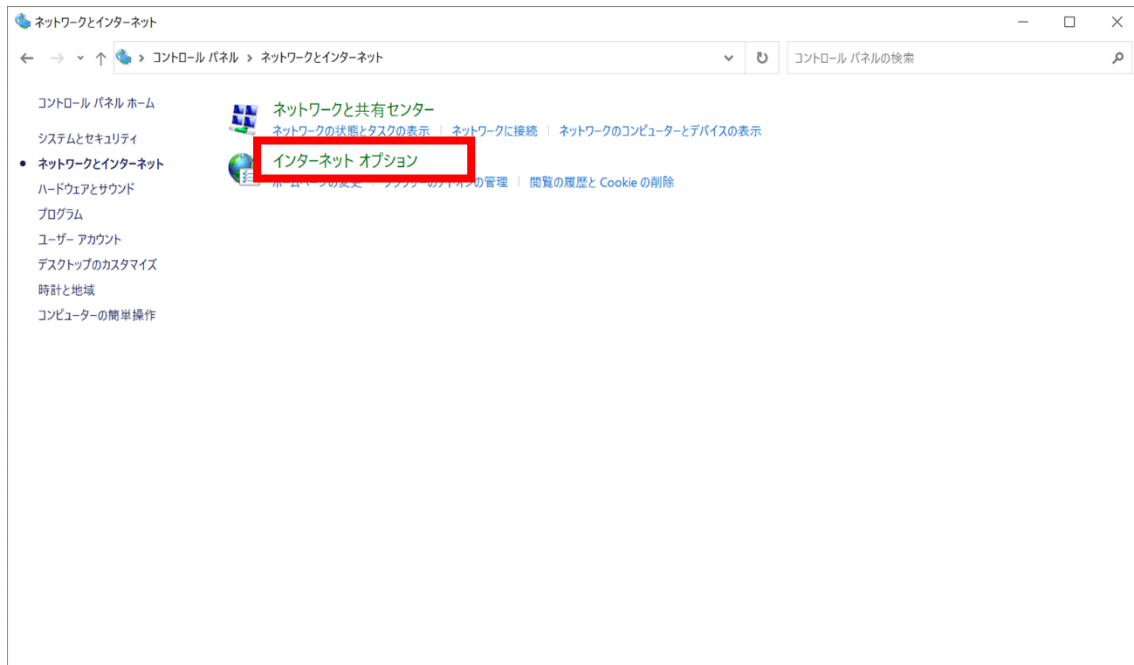 ネットワークとインターネット
コントロール パネル › ネットワークとインターネット
コントロール パネルの検索
コントロール パネル ホーム
システムとセキュリティ
ネットワークとインターネット
ハードウェアとサウンド
プログラム
ユーザー アカウント
デスクトップのカスタマイズ
時計と地域
コンピューターの簡単操作
ネットワークと共有センター
ネットワークの状態とタスクの表示 | ネットワークに接続 | ネットワークのコンピューターとデバイスの表示
インターネット オプション
の管理 | 閲覧の履歴と Cookie の削除